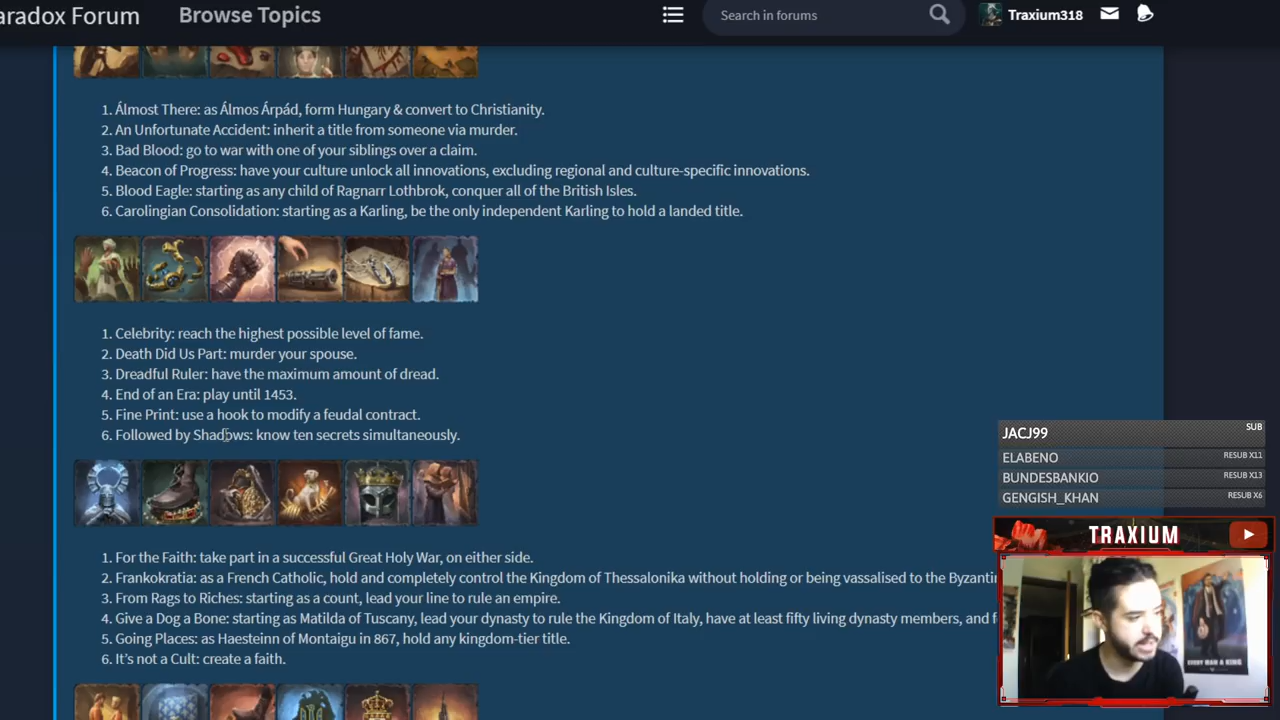 aradox Forum
Browse Topics
Search in forums
Traxium318
1. Álmost There: as Álmos Árpád, form Hungary & convert to Christianity.
2. An Unfortunate Accident: inherit a title from someone via murder.
3. Bad Blood: go to war with one of your siblings over a claim.
4. Beacon of Progress: have your culture unlock all innovations, excluding regional and culture-specific innovations.
5. Blood Eagle: starting as any child of Ragnarr Lothbrok, conquer all of the British Isles.
6. Carolingian Consolidation: starting as a Karling, be the only independent Karling to hold a landed title.
1. Celebrity: reach the highest possible level of fame.
2. Death Did Us Part: murder your spouse.
3. Dreadful Ruler: have the maximum amount of dread.
4. End of an Era: play until 1453.
5. Fine Print: use a hook to modify a feudal contract.
6. Followed by Shadows: know ten secrets simultaneously.
1. For the Faith: take part in a successful Great Holy War, on either side.
2. Frankokratia: as a French Catholic, hold and completely control the Kingdom of Thessalonika without holding or being vassalised to the Byzantin
3. From Rags to Riches: starting as a count, lead your line to rule an empire.
4. Give a Dog a Bone: starting as Matilda of Tuscany, lead your dynasty to rule the Kingdom of Italy, have at least fifty living dynasty members, and f
5. Going Places: as Haesteinn of Montaigu in 867, hold any kingdom-tier title.
6. It's not a Cult: create a faith.
JACJ99 SUB
ELABENO RESUB X11
BUNDESBANKIO RESUB X13
GENGISH_KHAN RESUB X6
TRAXIUM
EVERY MAN A KING